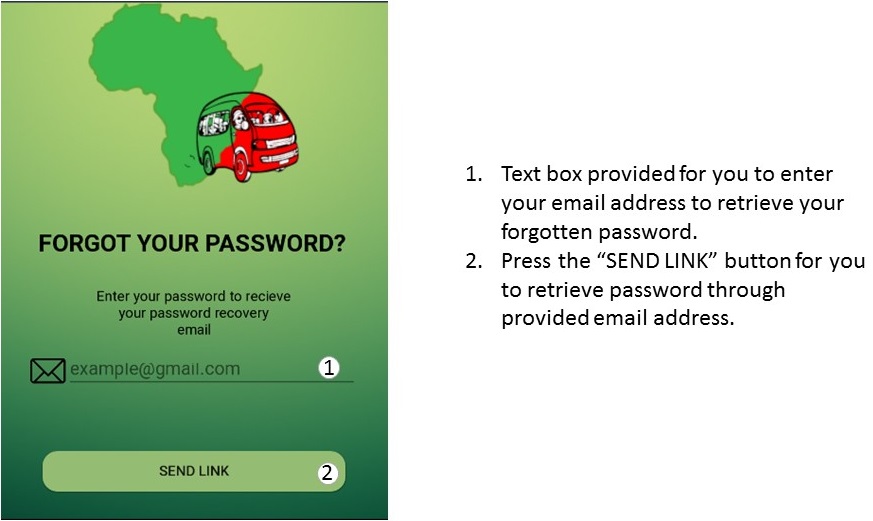 FORGOT YOUR PASSWORD?
Enter your password to recieve
your password recovery
email
example@gmail.com 1
SEND LINK 2
1. Text box provided for you to enter
your email address to retrieve your
forgotten password.
2. Press the “SEND LINK” button for you
to retrieve password through
provided email address.